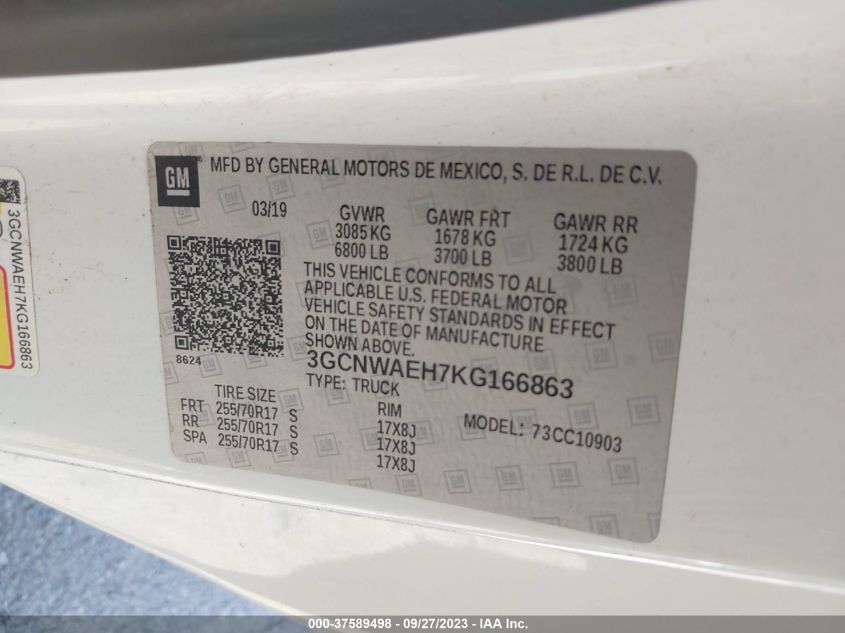 GM
MFD BY GENERAL MOTORS DE MEXICO, S. DE R.L. DE C.V.
03/19 GVWR GAWR FRT GAWR RR
3085 KG 1678 KG 1724 KG
6800 LB 3700 LB 3800 LB
THIS VEHICLE CONFORMS TO ALL
APPLICABLE U.S. FEDERAL MOTOR
VEHICLE SAFETY STANDARDS IN EFFECT
ON THE DATE OF MANUFACTURE
SHOWN ABOVE.
8624
3GCNWAEH7KG166863
TYPE: TRUCK
TIRE SIZE RIM MODEL: 73CC10903
FRT 255/70R17 S 17X8J
RR 255/70R17 S 17X8J
SPA 255/70R17 S 17X8J
3GCNWAEH7KG166863
000-37589498 - 09/27/2023 - IAA Inc.